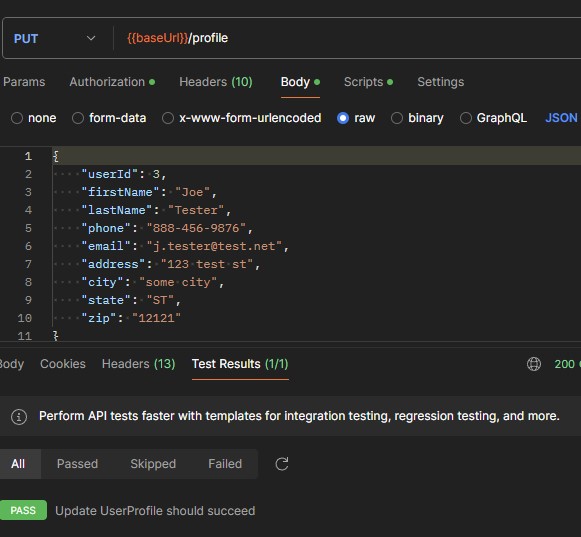 PUT {{baseUrl}}/profile
Params Authorization Headers (10) Body Scripts Settings
none form-data x-www-form-urlencoded raw binary GraphQL JSON
1 {
2 "userId": 3,
3 "firstName": "Joe",
4 "lastName": "Tester",
5 "phone": "888-456-9876",
6 "email": "j.tester@test.net",
7 "address": "123 test st",
8 "city": "some city",
9 "state": "ST",
10 "zip": "12121"
11 }
Body Cookies Headers (13) Test Results (1/1) 200
Perform API tests faster with templates for integration testing, regression testing, and more.
All Passed Skipped Failed
PASS Update UserProfile should succeed